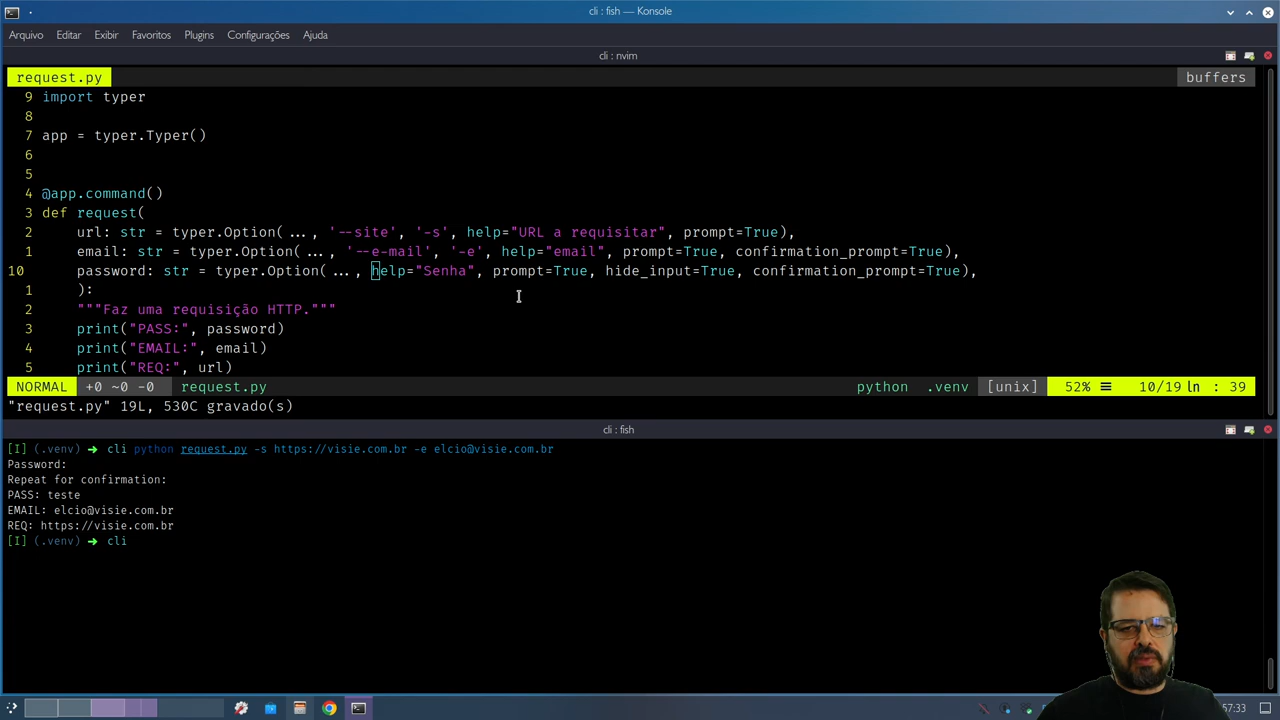 cli : fish — Konsole
Arquivo Editar Exibir Favoritos Plugins Configurações Ajuda
cli : nvim
request.py buffers
9 import typer
8
7 app = typer.Typer()
6
5
4 @app.command()
3 def request(
2 url: str = typer.Option(..., '--site', '-s', help="URL a requisitar", prompt=True),
1 email: str = typer.Option(..., '--e-mail', '-e', help="email", prompt=True, confirmation_prompt=True),
10 password: str = typer.Option(..., help="Senha", prompt=True, hide_input=True, confirmation_prompt=True),
1 ):
2 """Faz uma requisição HTTP."""
3 print("PASS:", password)
4 print("EMAIL:", email)
5 print("REQ:", url)
NORMAL +0 ~0 -0 request.py python .venv [unix] 52% ☰ 10/19 ln : 39
"request.py" 19L, 530C gravado(s)
cli : fish
[I] (.venv) ➜ cli python request.py -s https://visie.com.br -e elcio@visie.com.br
Password:
Repeat for confirmation:
PASS: teste
EMAIL: elcio@visie.com.br
REQ: https://visie.com.br
[I] (.venv) ➜ cli
57:33